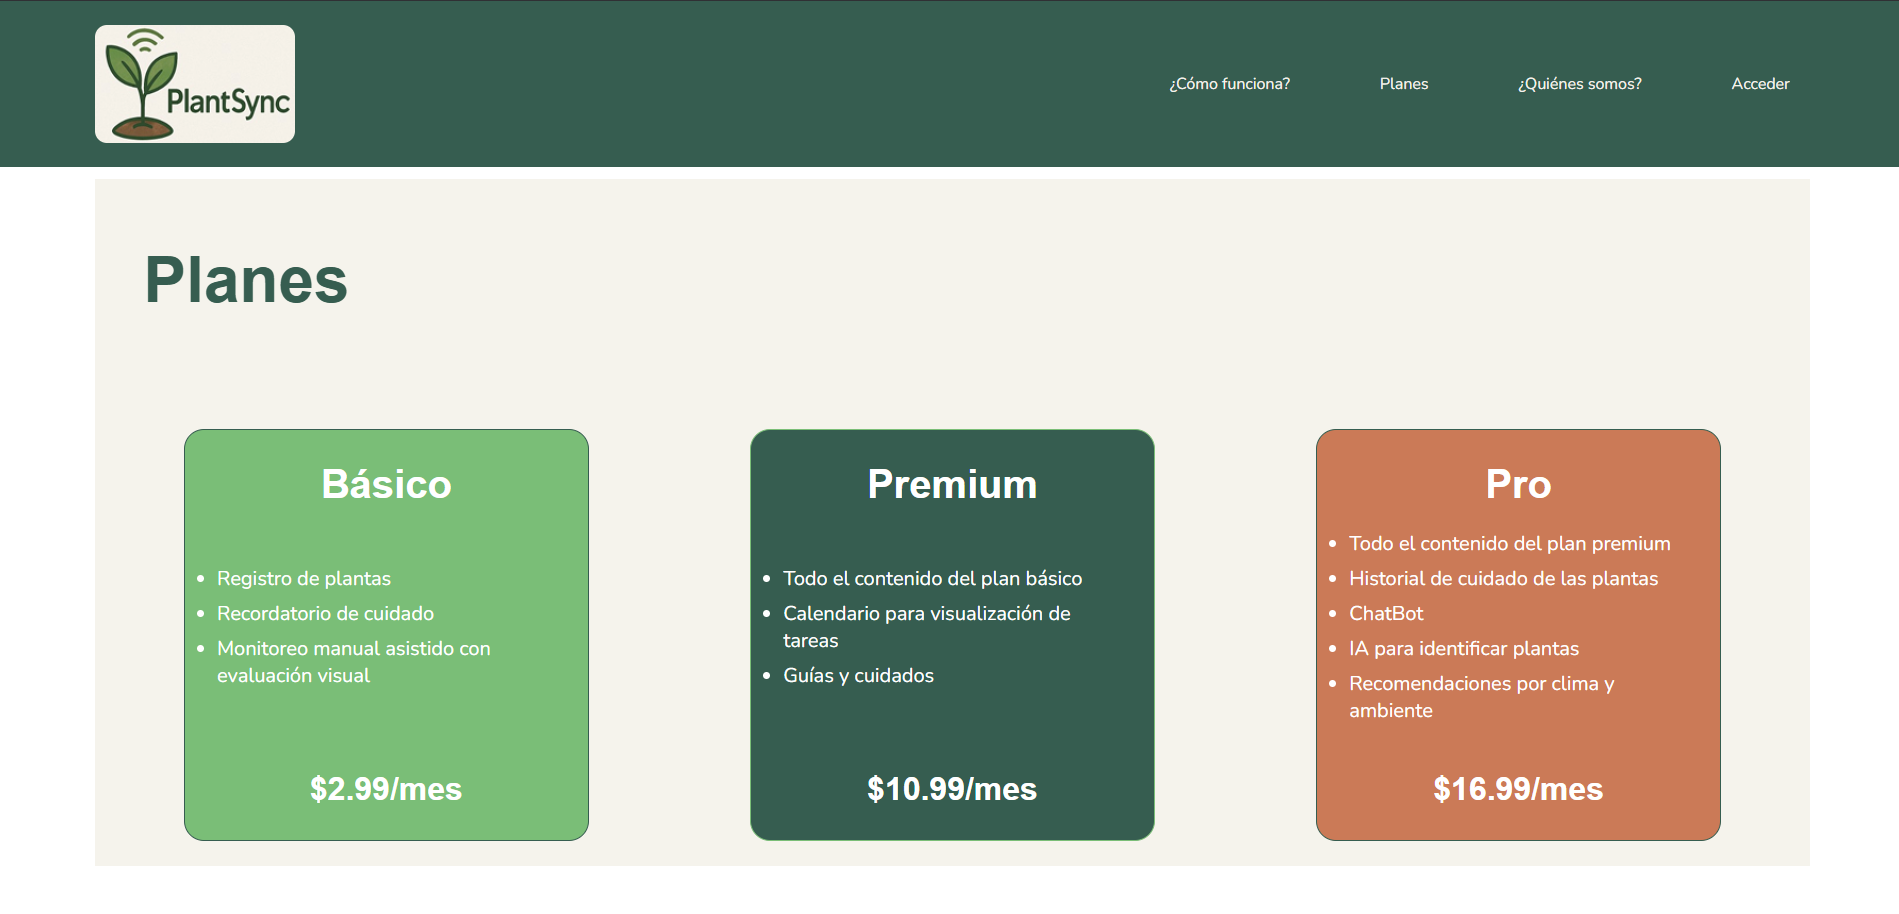 PlantSync
¿Cómo funciona?
Planes
¿Quiénes somos?
Acceder
Planes
Básico
Registro de plantas
Recordatorio de cuidado
Monitoreo manual asistido con
evaluación visual
$2.99/mes
Premium
Todo el contenido del plan básico
Calendario para visualización de
tareas
Guías y cuidados
$10.99/mes
Pro
Todo el contenido del plan premium
Historial de cuidado de las plantas
ChatBot
IA para identificar plantas
Recomendaciones por clima y
ambiente
$16.99/mes